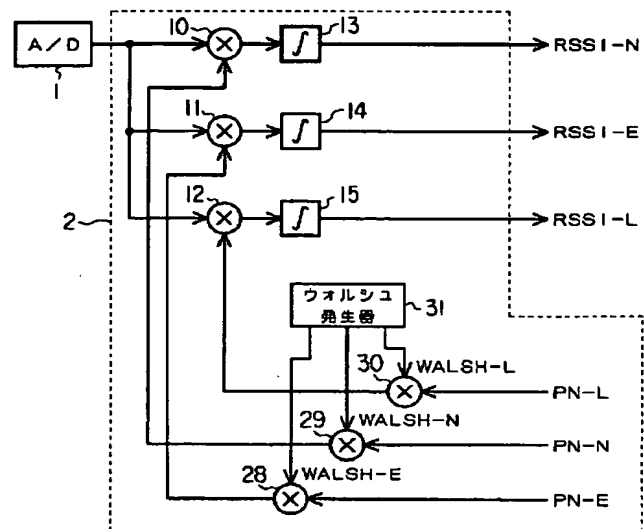 A/D
1
2
10
∫
13
RSSI-N
11
∫
14
RSSI-E
12
∫
15
RSSI-L
ウォルシュ
発生器
31
30
WALSH-L
PN-L
29
WALSH-N
PN-N
28
WALSH-E
PN-E